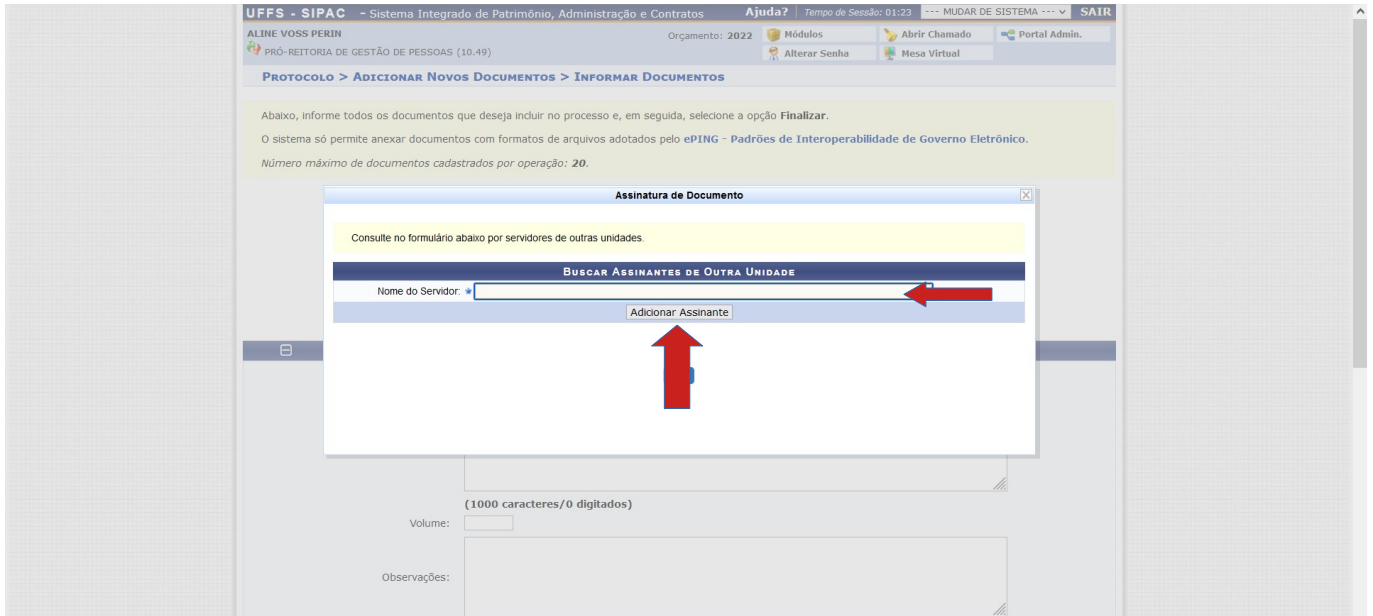 UFFS - SIPAC - Sistema Integrado de Patrimônio, Administração e Contratos Ajuda? | Tempo de Sessão: 01:23 --- MUDAR DE SISTEMA --- SAIR
ALINE VOSS PERIN Orçamento: 2022 Módulos Abrir Chamado Portal Admin.
PRÓ-REITORIA DE GESTÃO DE PESSOAS (10.49) Alterar Senha Mesa Virtual
PROTOCOLO > ADICIONAR NOVOS DOCUMENTOS > INFORMAR DOCUMENTOS
Abaixo, informe todos os documentos que deseja incluir no processo e, em seguida, selecione a opção Finalizar.
O sistema só permite anexar documentos com formatos de arquivos adotados pelo ePING - Padrões de Interoperabilidade de Governo Eletrônico.
Número máximo de documentos cadastrados por operação: 20.
Assinatura de Documento
Consulte no formulário abaixo por servidores de outras unidades.
BUSCAR ASSINANTES DE OUTRA UNIDADE
Nome do Servidor:
Adicionar Assinante
(1000 caracteres/0 digitados)
Volume:
Observações: